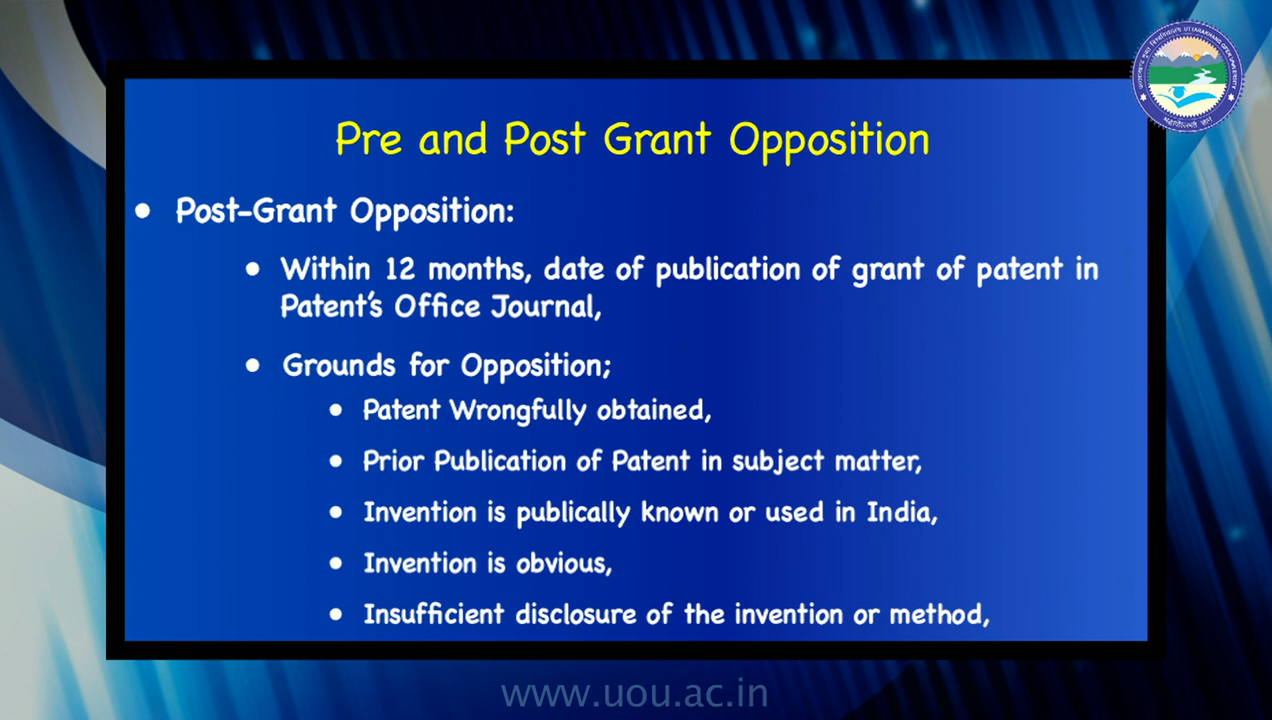 Pre and Post Grant Opposition
• Post-Grant Opposition:
• Within 12 months, date of publication of grant of patent in
Patent's Office Journal,
• Grounds for Opposition;
• Patent Wrongfully obtained,
• Prior Publication of Patent in subject matter,
• Invention is publically known or used in India,
• Invention is obvious,
• Insufficient disclosure of the invention or method,
www.uou.ac.in